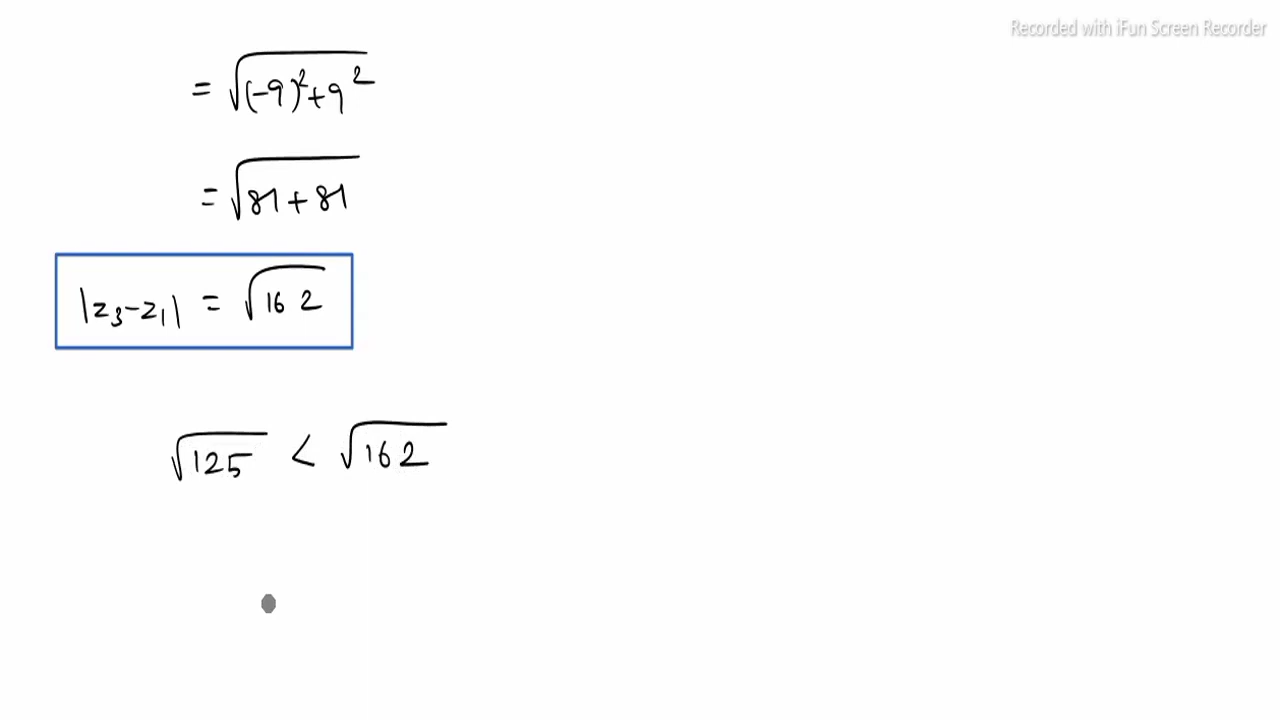 Recorded with iFun Screen Recorder
= √((-9)² + 9²)
= √(81 + 81)
|z₃ - z₁| = √162
√125 < √162